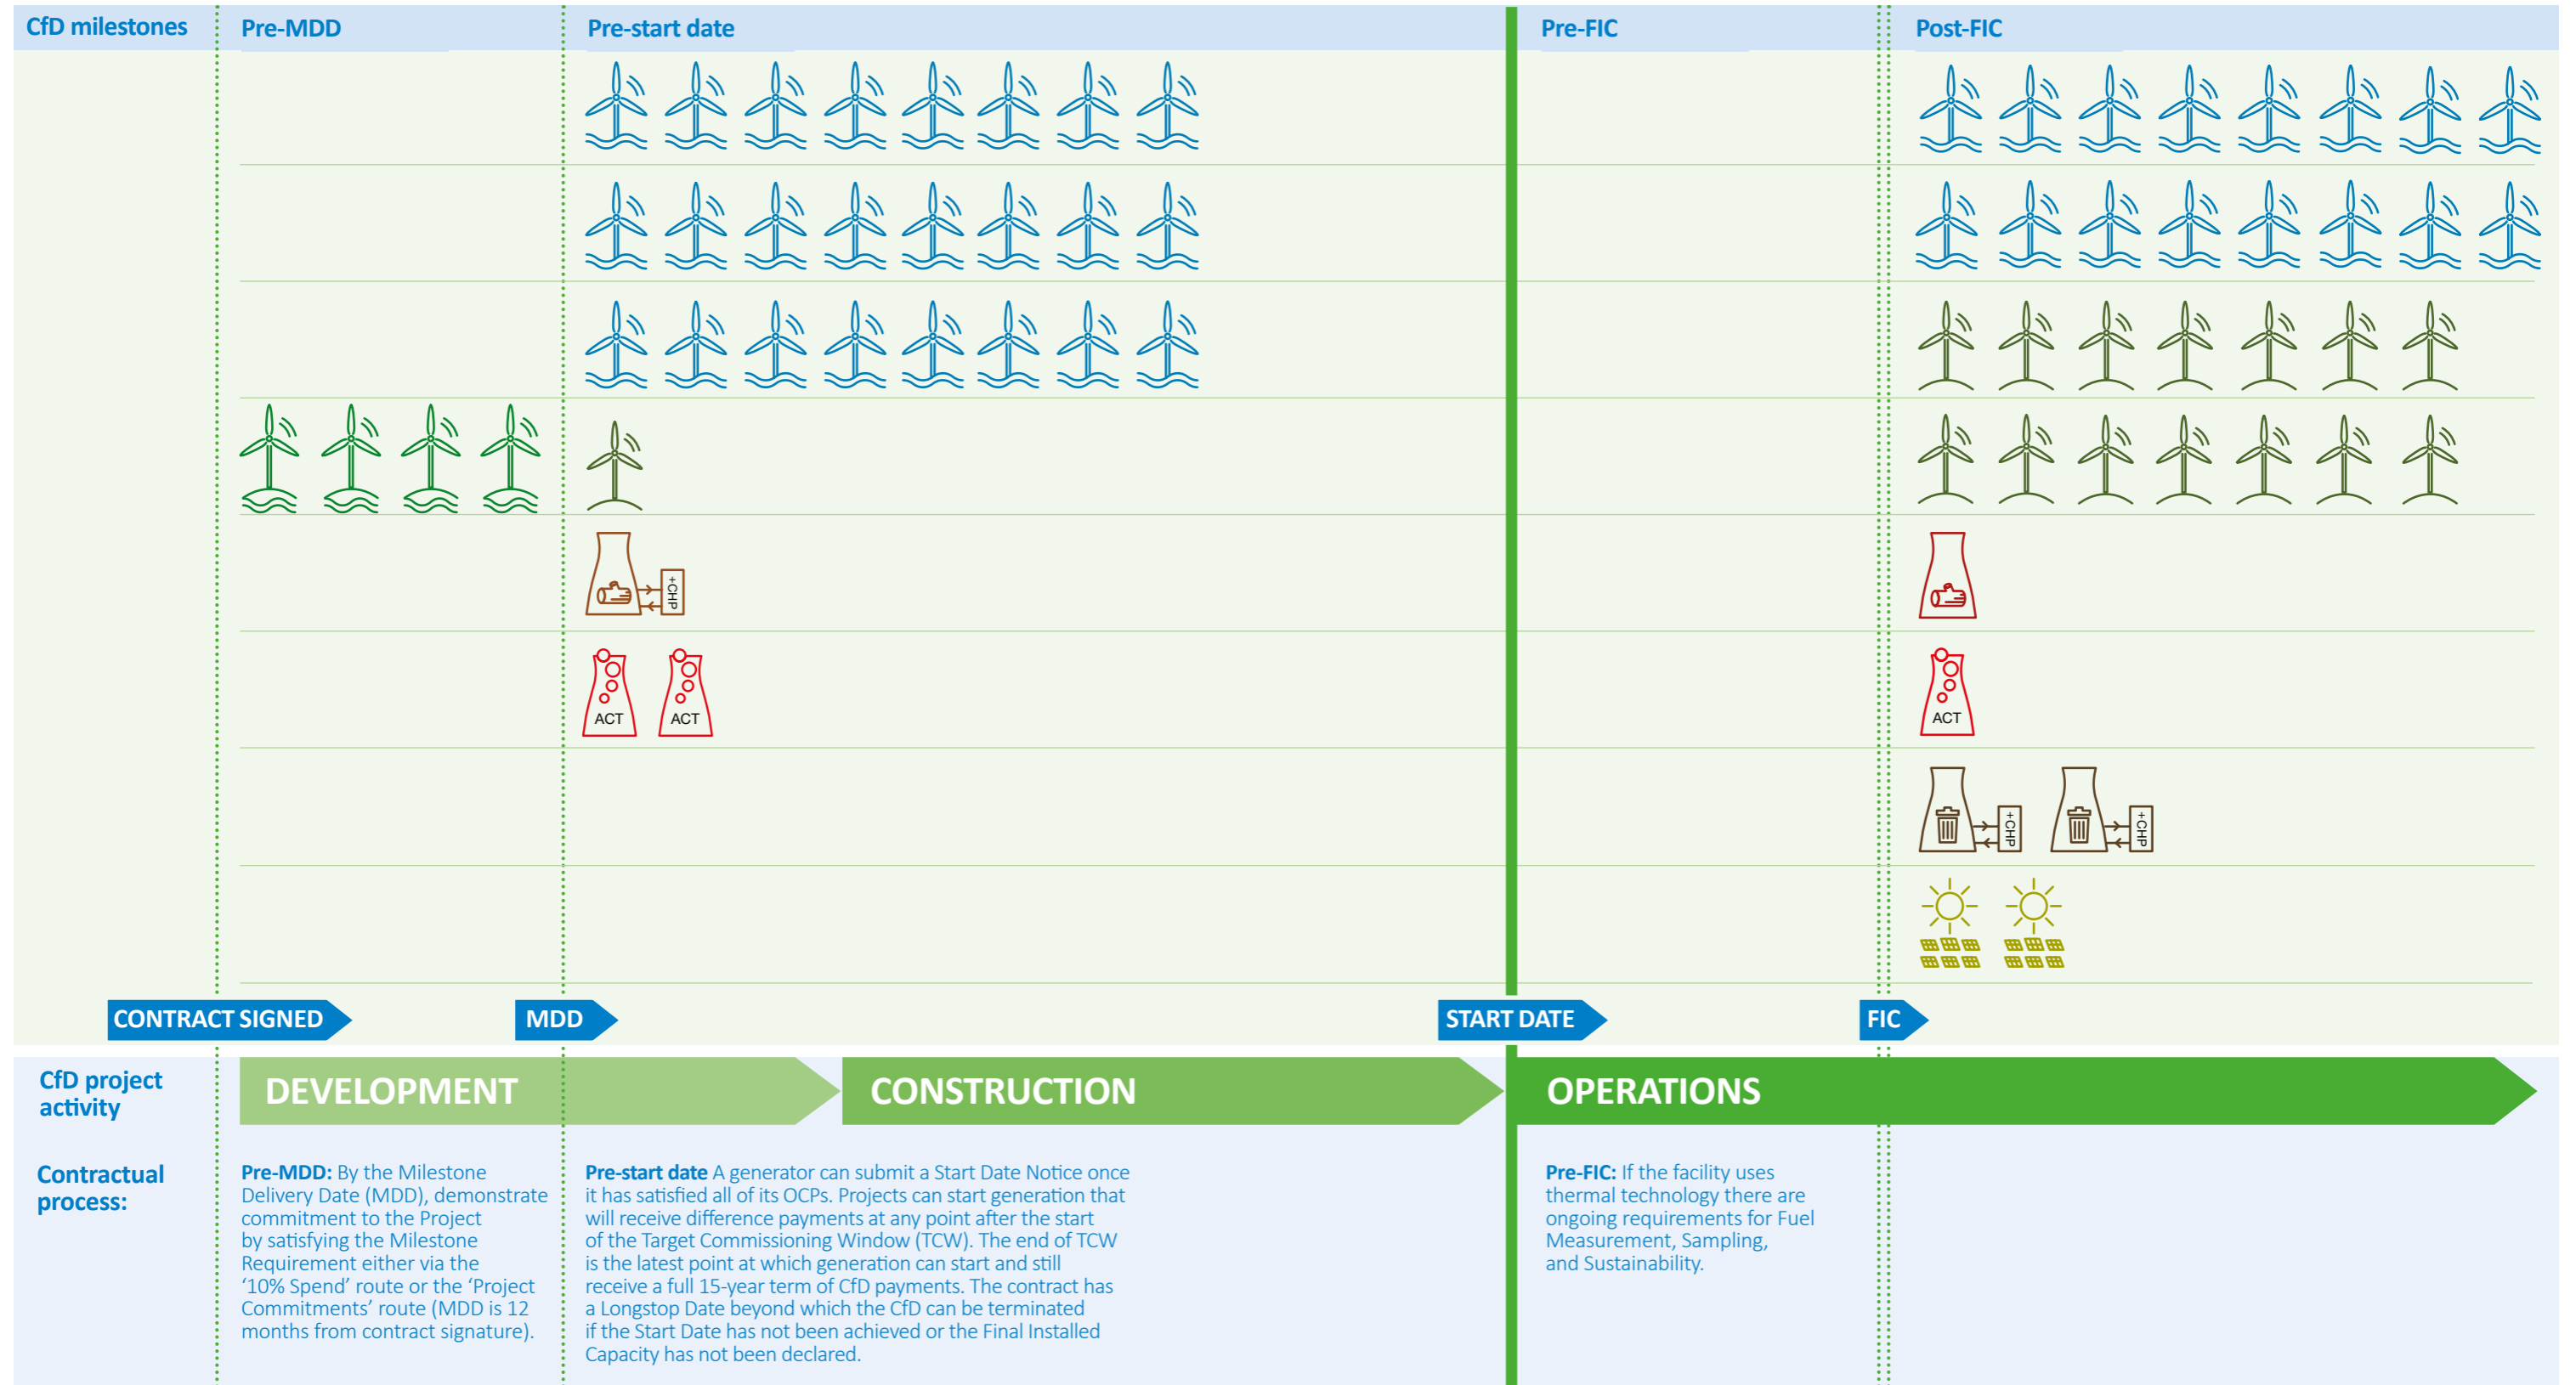 CfD milestones
Pre-MDD
Pre-start date
Pre-FIC
Post-FIC
+CHP
ACT
ACT
ACT
+CHP
+CHP
CONTRACT SIGNED
MDD
START DATE
FIC
CfD project
activity
DEVELOPMENT
CONSTRUCTION
OPERATIONS
Contractual
process:
Pre-MDD: By the Milestone
Delivery Date (MDD), demonstrate
commitment to the Project
by satisfying the Milestone
Requirement either via the
‘10% Spend’ route or the ‘Project
Commitments’ route (MDD is 12
months from contract signature).
Pre-start date A generator can submit a Start Date Notice once
it has satisfied all of its OCPs. Projects can start generation that
will receive difference payments at any point after the start
of the Target Commissioning Window (TCW). The end of TCW
is the latest point at which generation can start and still
receive a full 15-year term of CfD payments. The contract has
a Longstop Date beyond which the CfD can be terminated
if the Start Date has not been achieved or the Final Installed
Capacity has not been declared.
Pre-FIC: If the facility uses
thermal technology there are
ongoing requirements for Fuel
Measurement, Sampling,
and Sustainability.